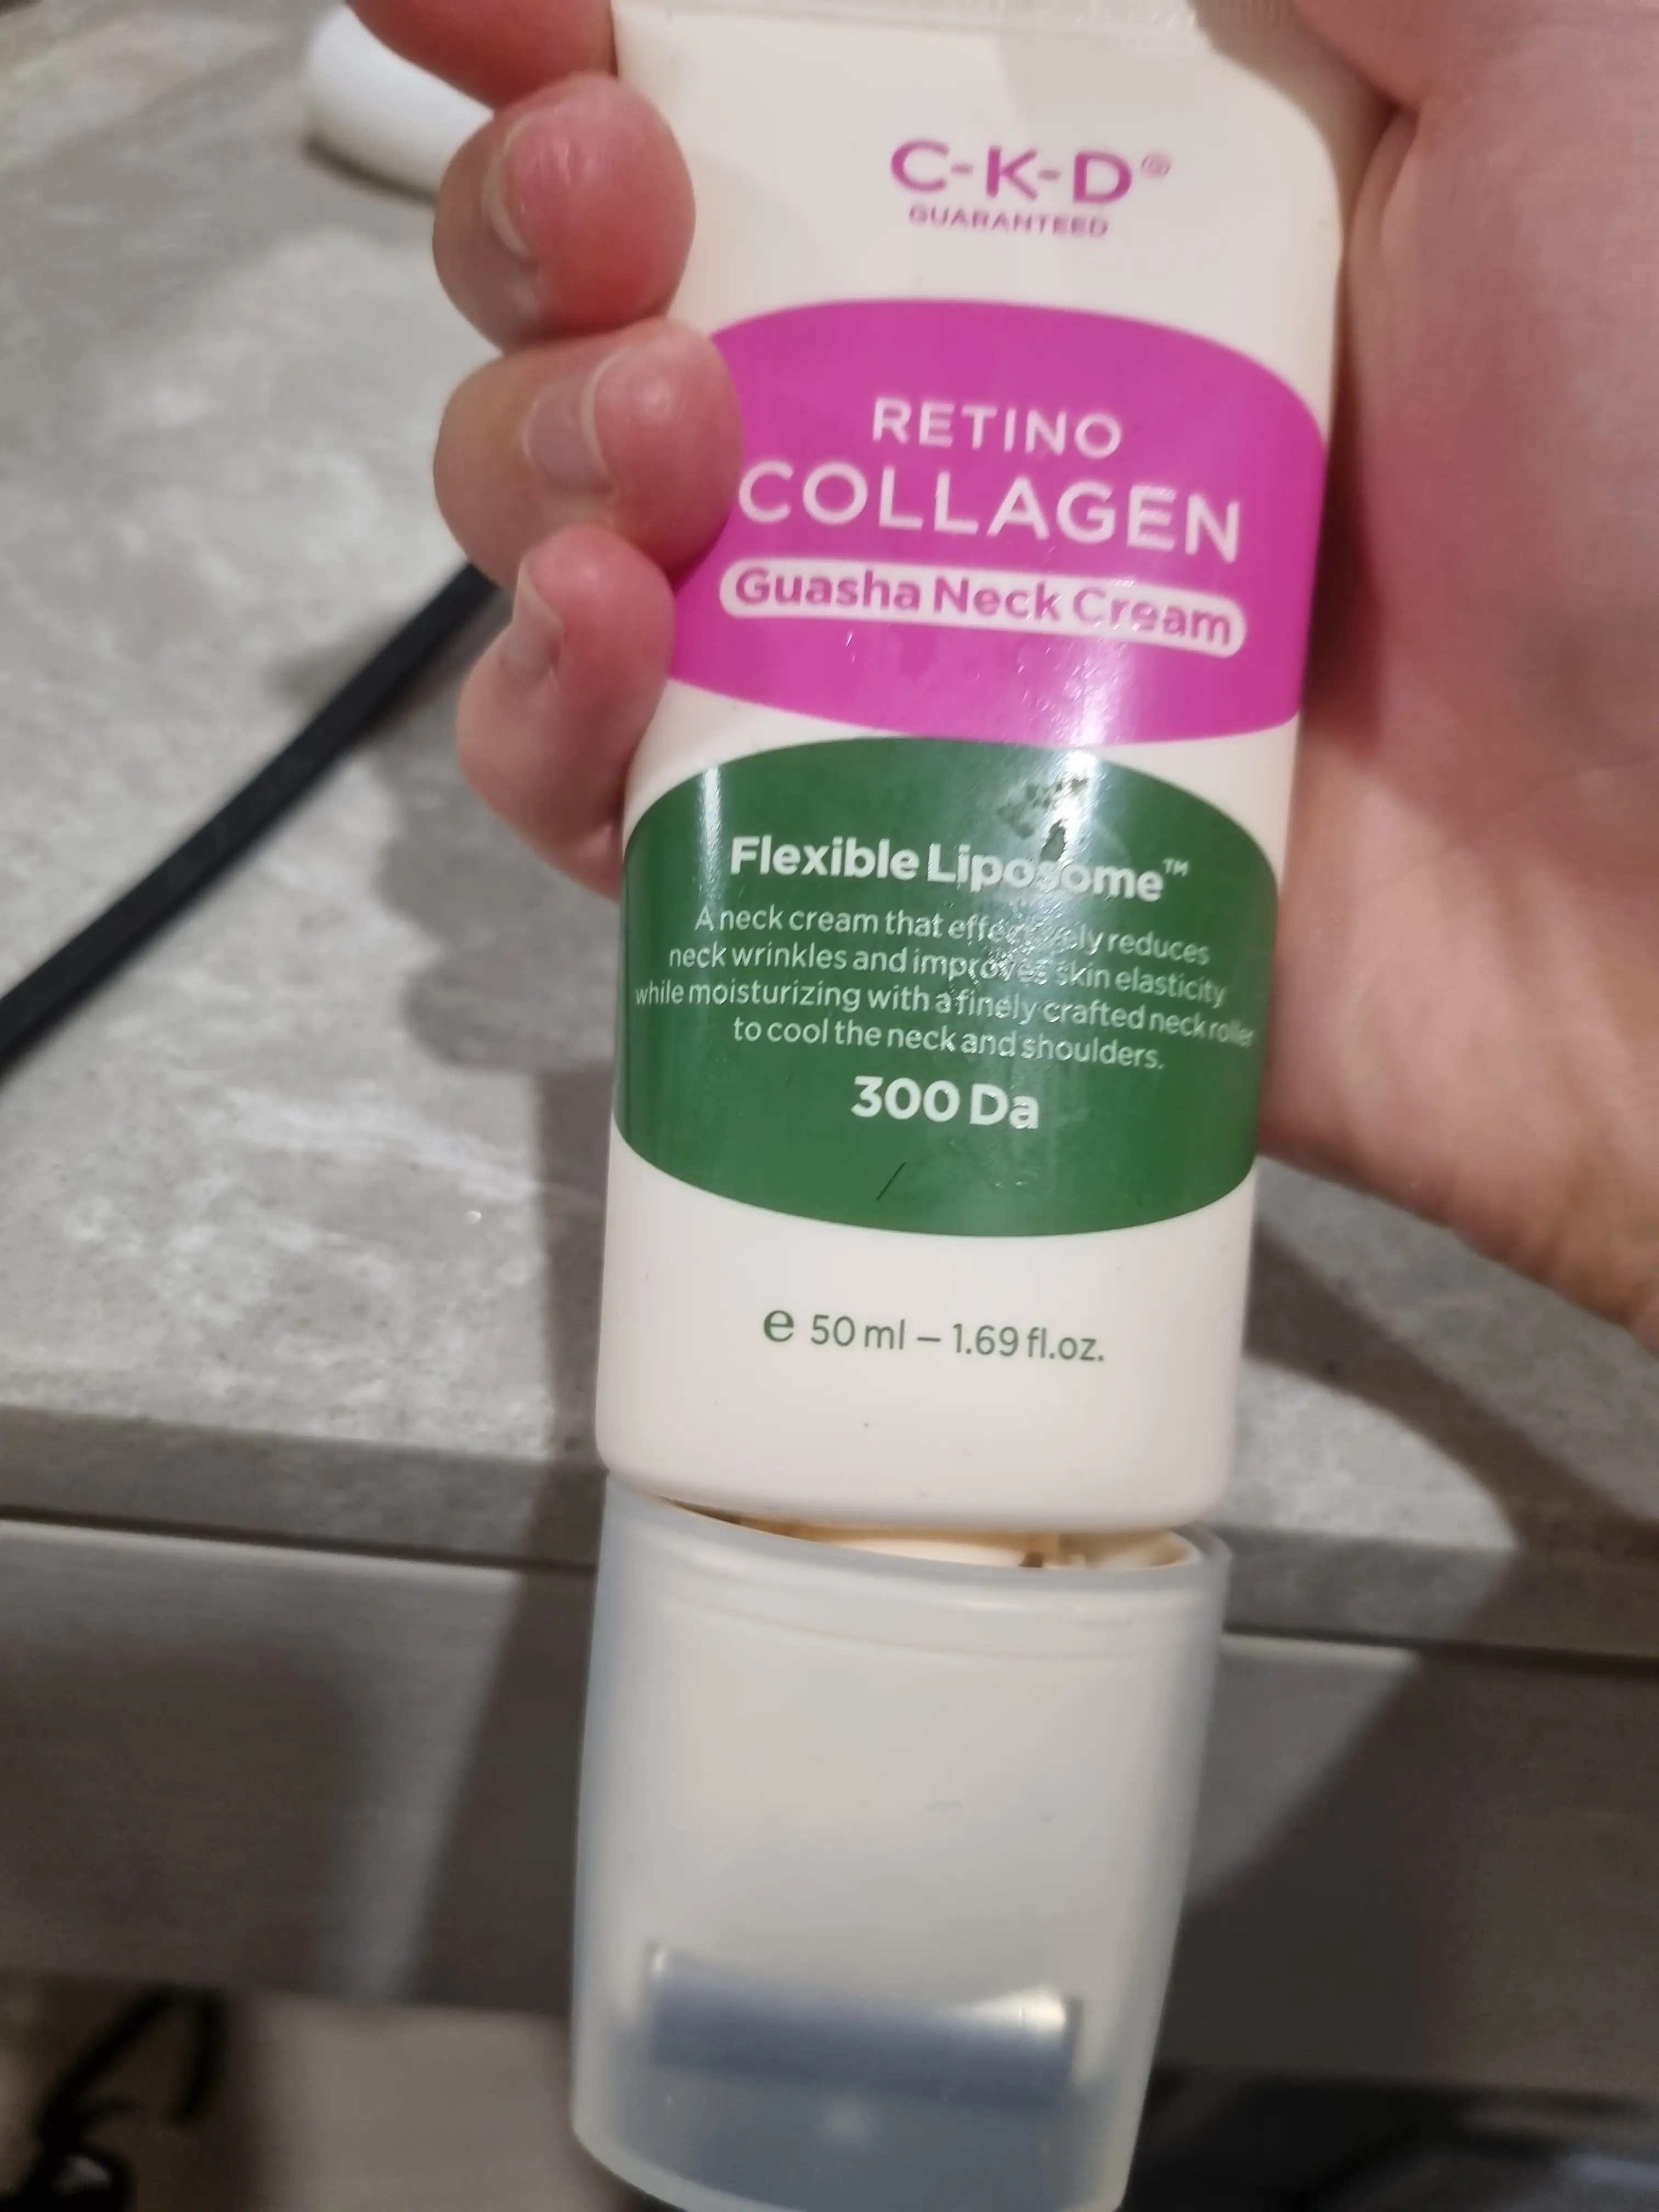 C-K-D
GUARANTEED
RETINO
COLLAGEN
Guasha Neck Cream
Flexible Liposome™
A neck cream that effectively reduces
neck wrinkles and improves skin elasticity
while moisturizing with a finely crafted neck roller
to cool the neck and shoulders.
300 Da
e 50 ml – 1.69 fl.oz.